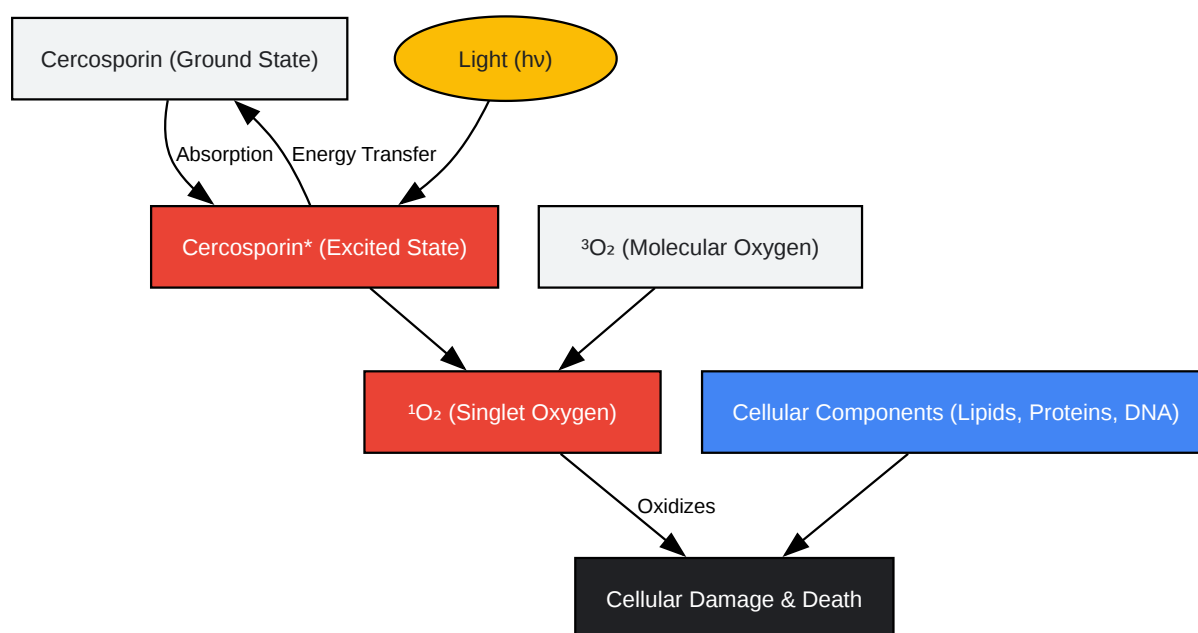 Cercosporin (Ground State)
Light (hν)
Absorption
Energy Transfer
Cercosporin* (Excited State)
³O₂ (Molecular Oxygen)
¹O₂ (Singlet Oxygen)
Cellular Components (Lipids, Proteins, DNA)
Oxidizes
Cellular Damage & Death